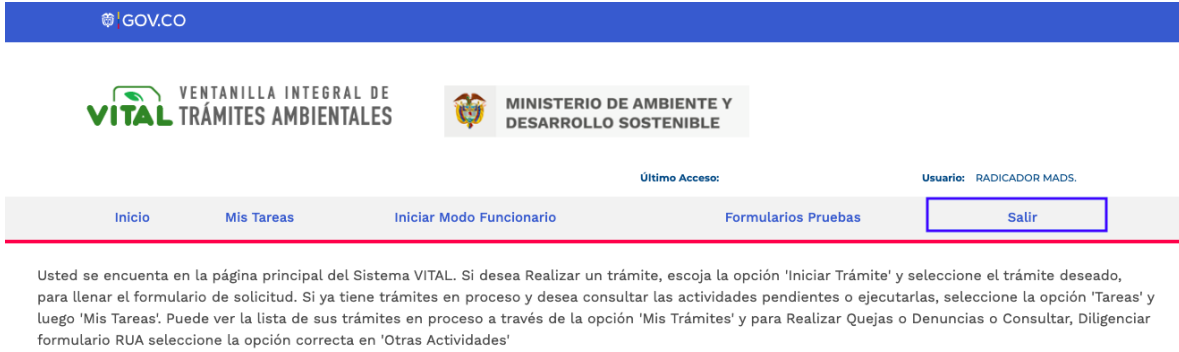 GOV.CO
VITAL VENTANILLA INTEGRAL DE
TRÁMITES AMBIENTALES
MINISTERIO DE AMBIENTE Y
DESARROLLO SOSTENIBLE
Último Acceso: Usuario: RADICADOR MADS.
Inicio Mis Tareas Iniciar Modo Funcionario Formularios Pruebas Salir
Usted se encuenta en la página principal del Sistema VITAL. Si desea Realizar un trámite, escoja la opción 'Iniciar Trámite' y seleccione el trámite deseado,
para llenar el formulario de solicitud. Si ya tiene trámites en proceso y desea consultar las actividades pendientes o ejecutarlas, seleccione la opción 'Tareas' y
luego 'Mis Tareas'. Puede ver la lista de sus trámites en proceso a través de la opción 'Mis Trámites' y para Realizar Quejas o Denuncias o Consultar, Diligenciar
formulario RUA seleccione la opción correcta en 'Otras Actividades'